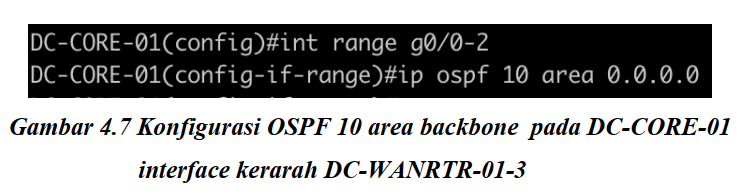 DC-CORE-01(config)#int range g0/0-2
DC-CORE-01(config-if-range)#ip ospf 10 area 0.0.0.0
Gambar 4.7 Konfigurasi OSPF 10 area backbone pada DC-CORE-01
interface kerarah DC-WANRTR-01-3